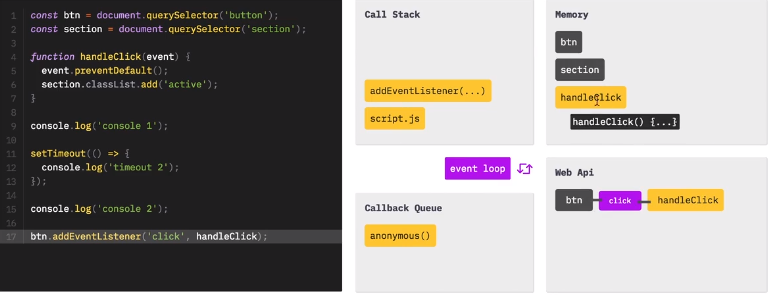 1 const btn = document.querySelector('button');
2 const section = document.querySelector('section');
3
4 function handleClick(event) {
5 event.preventDefault();
6 section.classList.add('active');
7 }
8
9 console.log('console 1');
10
11 setTimeout(() => {
12 console.log('timeout 2');
13 });
14
15 console.log('console 2');
16
17 btn.addEventListener('click', handleClick);
Call Stack
addEventListener(...)
script.js
event loop
Callback Queue
anonymous()
Memory
btn
section
handleClick
handleClick() {...}
Web Api
btn click handleClick